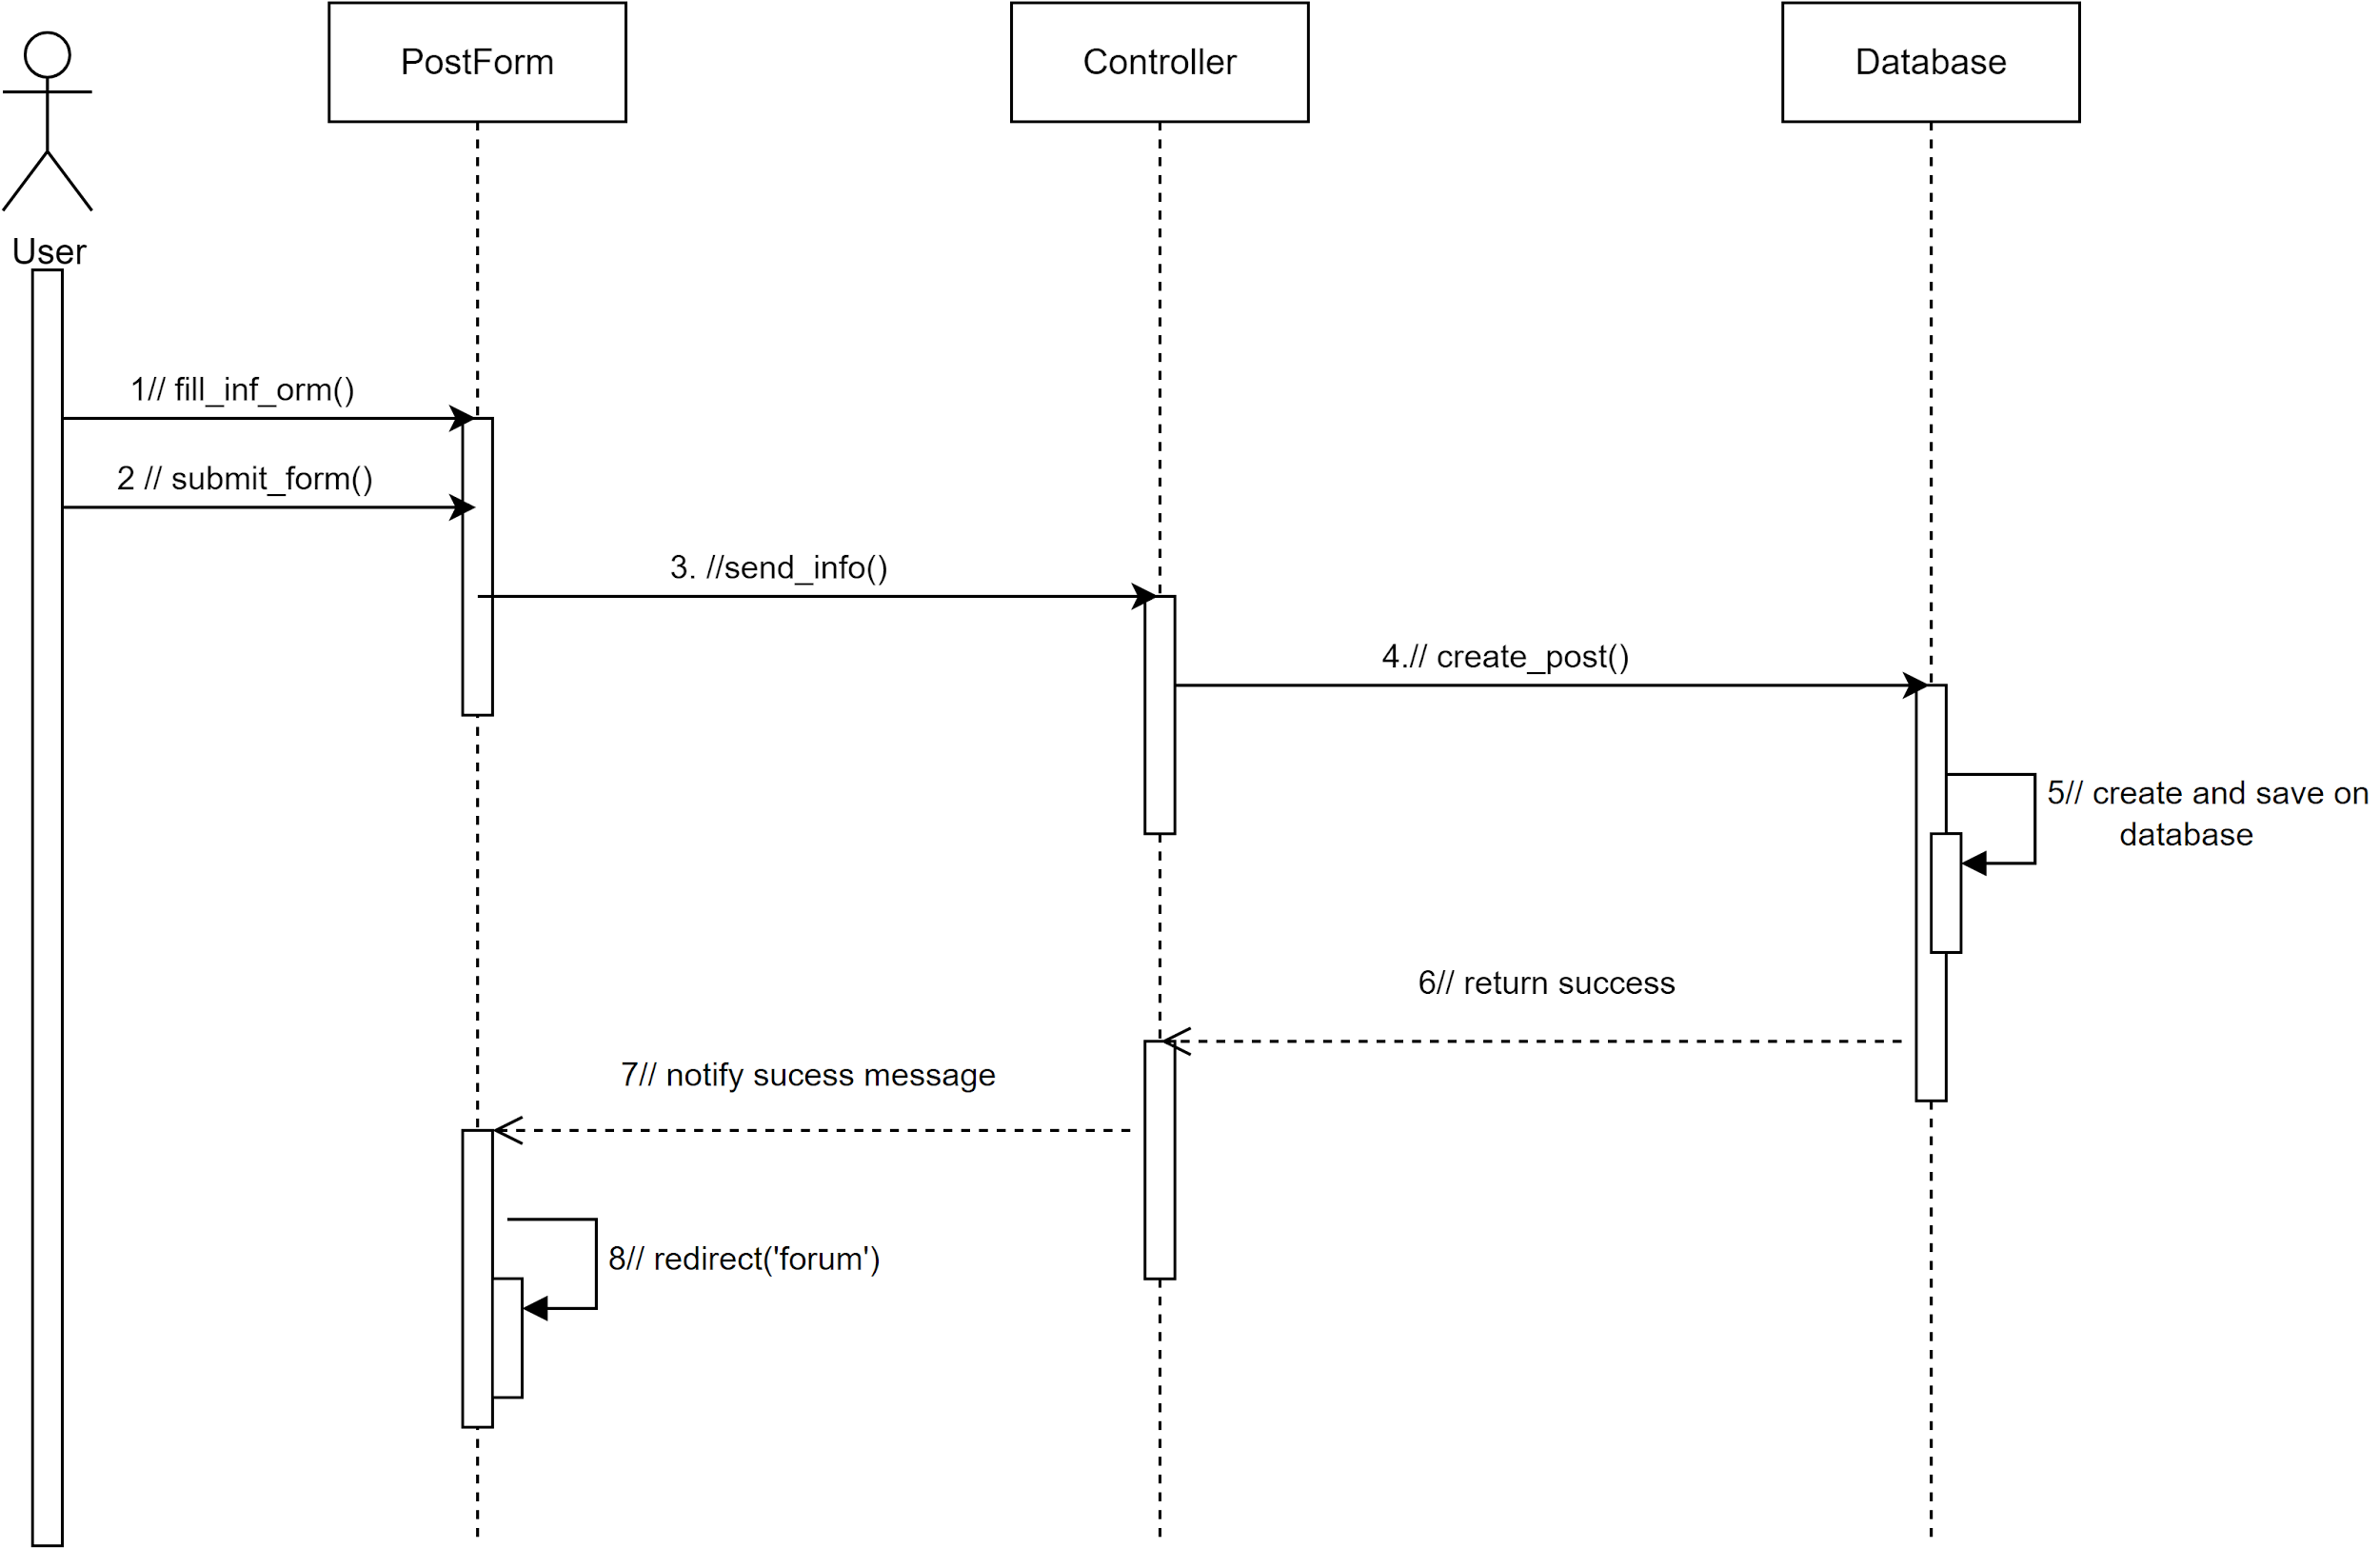 PostForm
Controller
Database
User
1// fill_inf_orm()
2 // submit_form()
3. //send_info()
4.// create_post()
5// create and save on
database
6// return success
7// notify sucess message
8// redirect('forum')